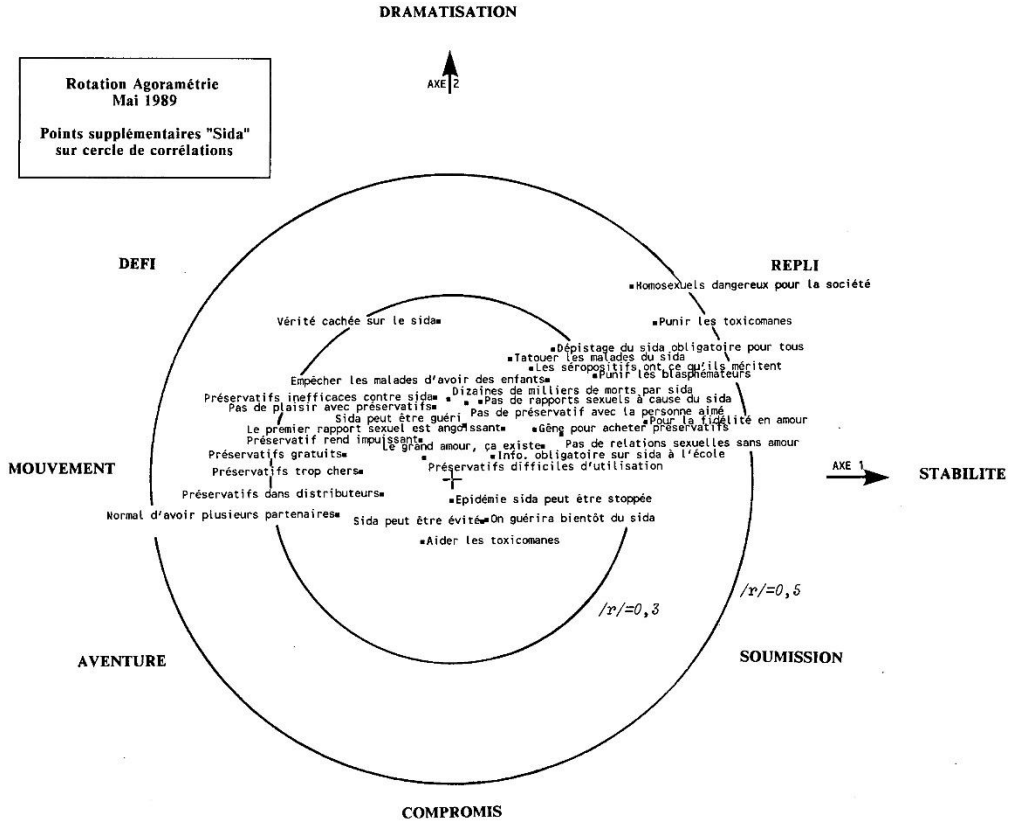 DRAMATISATION
AXE 2
Rotation Agoramétrie
Mai 1989
Points supplémentaires "Sida"
sur cercle de corrélations
DEFI
REPLI
Homosexuels dangereux pour la société
Vérité cachée sur le sida
Punir les toxicomanes
Dépistage du sida obligatoire pour tous
Tatouer les malades du sida
Les séropositifs ont ce qu'ils méritent
Punir les blasphémateurs
Empêcher les malades d'avoir des enfants
Dizaines de milliers de morts par sida
Préservatifs inefficaces contre sida
Pas de rapports sexuels à cause du sida
Pas de plaisir avec préservatifs
Pas de préservatif avec la personne aimé
Sida peut être guéri
Pour la fidélité en amour
Le premier rapport sexuel est angoissant
Gêng pour acheter préservatifs
Préservatif rend impuissant
Le grand amour, ça existe
Pas de relations sexuelles sans amour
Préservatifs gratuits
Info. obligatoire sur sida à l'école
Préservatifs trop chers
Préservatifs difficiles d'utilisation
MOUVEMENT
AXE 1
STABILITE
Préservatifs dans distributeurs
Epidémie sida peut être stoppée
Normal d'avoir plusieurs partenaires
Sida peut être évité
On guérira bientôt du sida
Aider les toxicomanes
/r/=0,3
/r/=0,5
AVENTURE
SOUMISSION
COMPROMIS